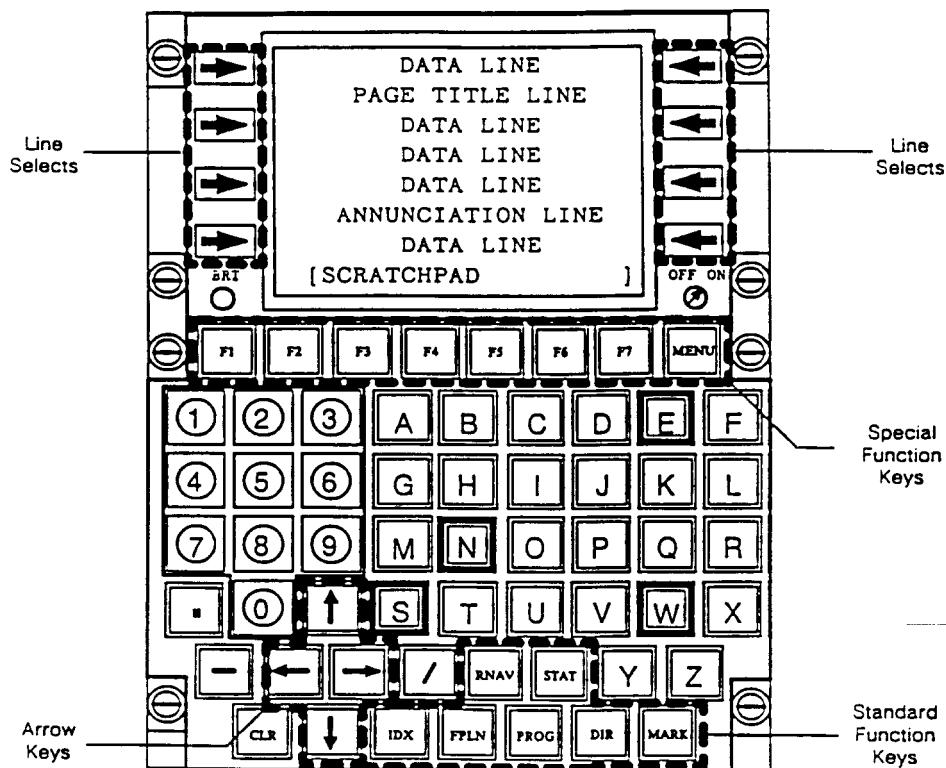 DATA LINE
PAGE TITLE LINE
DATA LINE
DATA LINE
DATA LINE
ANNUNCIATION LINE
DATA LINE
[SCRATCHPAD ]
Line
Selects
Line
Selects
BRT
OFF ON
F1 F2 F3 F4 F5 F6 F7 MENU
1 2 3 A B C D E F
4 5 6 G H I J K L
7 8 9 M N O P Q R
. 0 ↑ S T U V W X
- ← → / RNAV STAT Y Z
CLR ↓ IDX FPLN PROG DIR MARK
Special
Function
Keys
Arrow
Keys
Standard
Function
Keys